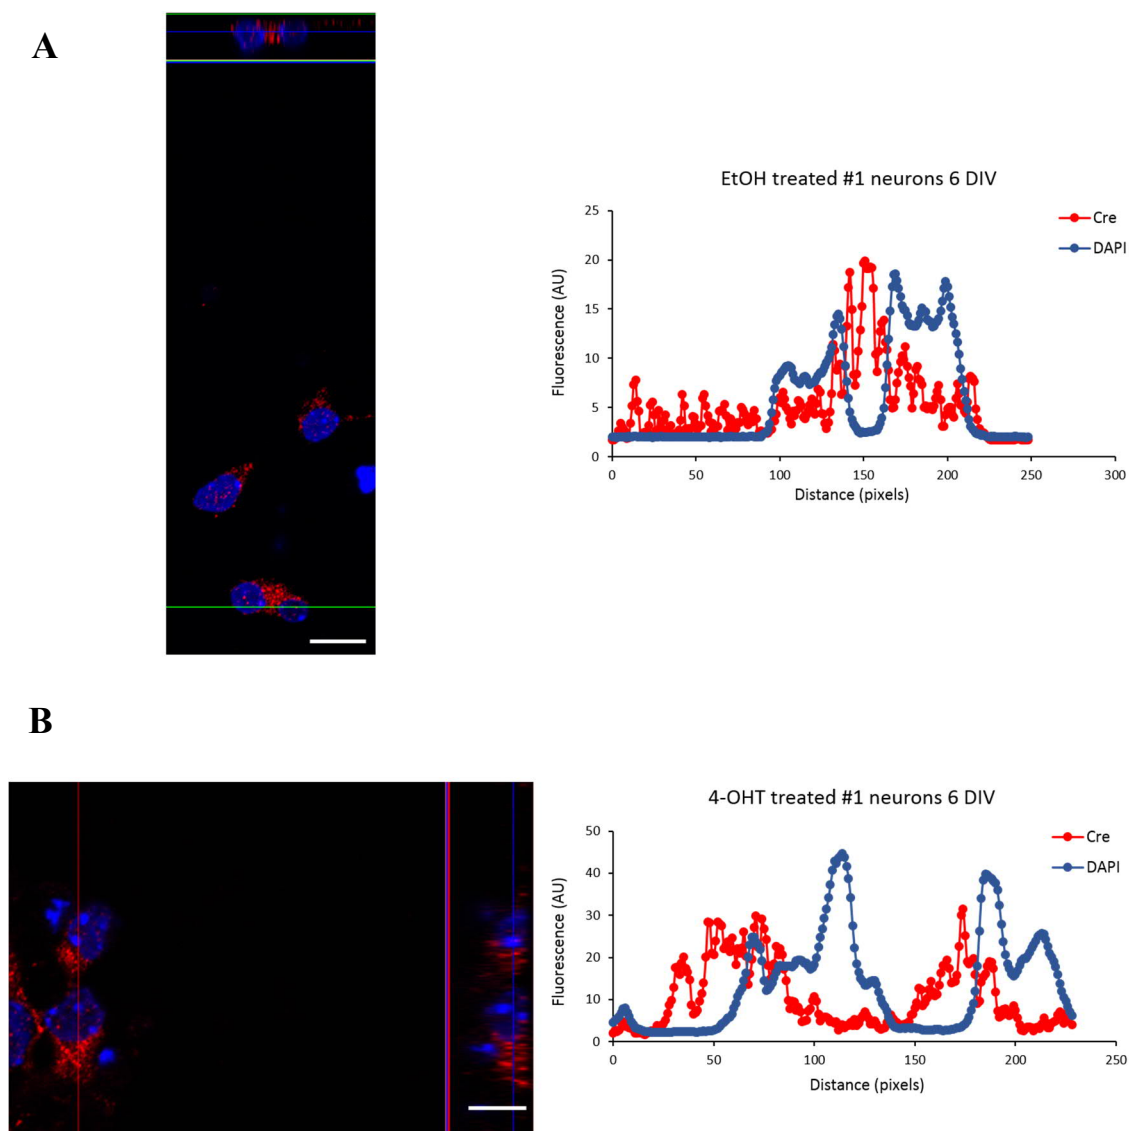 A
EtOH treated #1 neurons 6 DIV
25
20
15
10
5
0
Fluorescence (AU)
0 50 100 150 200 250 300
Distance (pixels)
Cre
DAPI
B
4-OHT treated #1 neurons 6 DIV
50
40
30
20
10
0
Fluorescence (AU)
0 50 100 150 200 250
Distance (pixels)
Cre
DAPI